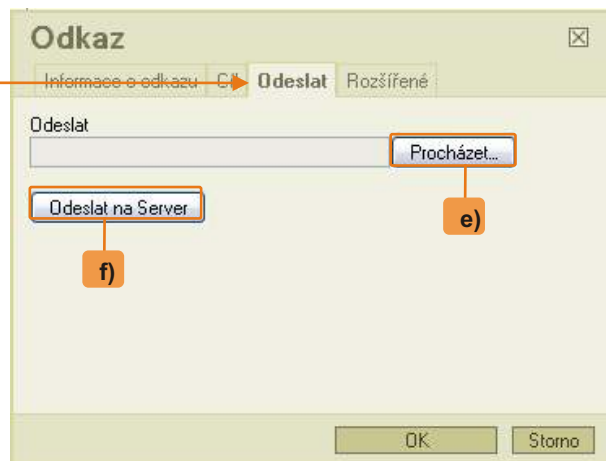 Odkaz
Informace o odkazu Cíl Odeslat Rozšířené
Odeslat
Procházet...
Odeslat na Server
e)
f)
OK Storno